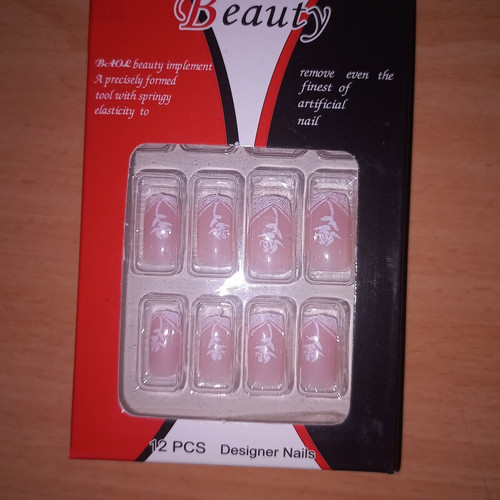 Beauty
BAOL beauty implement
A precisely formed
tool with springy
elasticity to
remove even the
finest of
artificial
nail
12 PCS Designer Nails